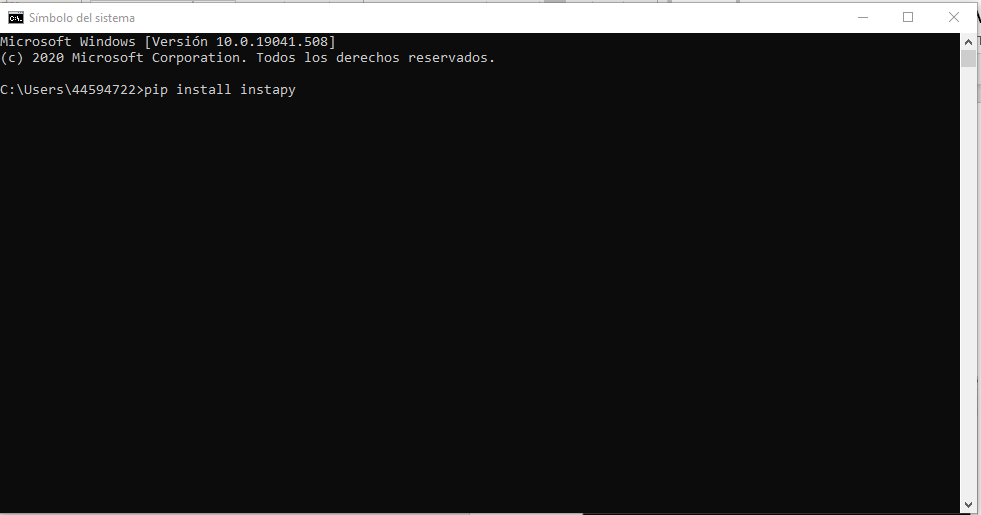 Símbolo del sistema
Microsoft Windows [Versión 10.0.19041.508]
(c) 2020 Microsoft Corporation. Todos los derechos reservados.
C:\Users\44594722>pip install instapy